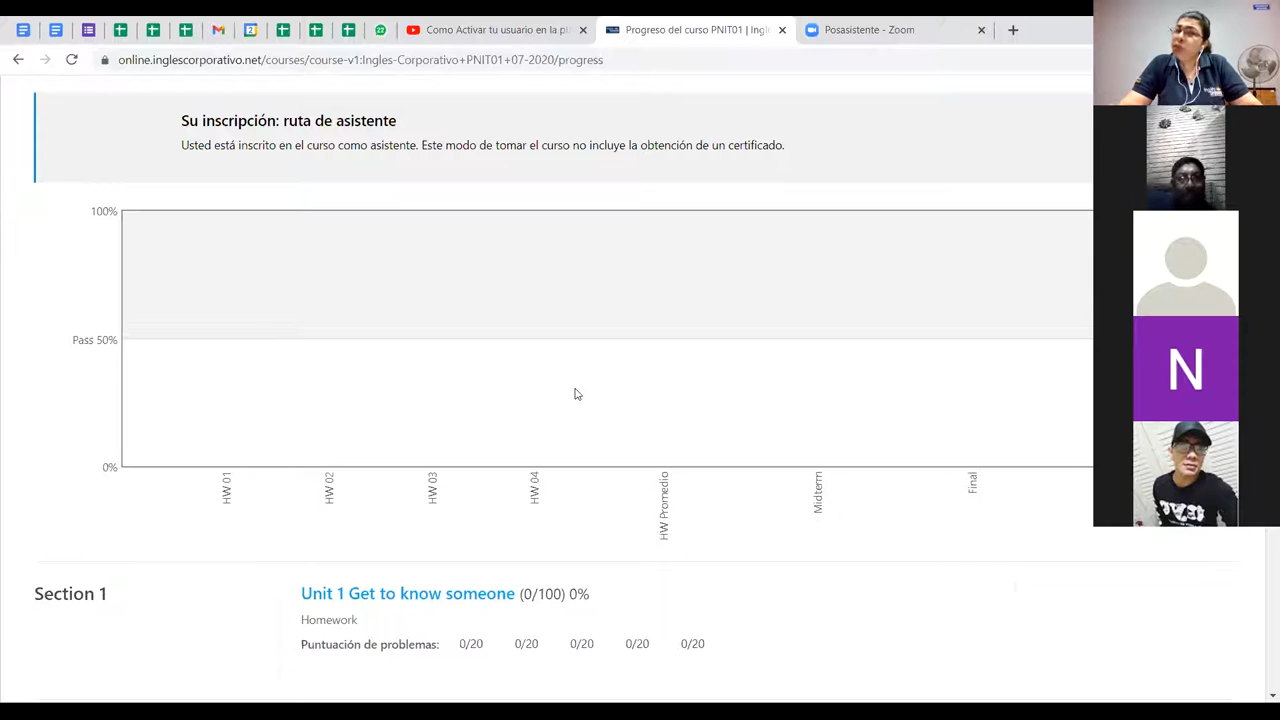 Como Activar tu usuario en la pl
Progreso del curso PNIT01 | Ingl
Posasistente - Zoom
online.inglescorporativo.net/courses/course-v1:Ingles-Corporativo+PNIT01+07-2020/progress
Su inscripción: ruta de asistente
Usted está inscrito en el curso como asistente. Este modo de tomar el curso no incluye la obtención de un certificado.
100%
Pass 50%
0%
HW 01
HW 02
HW 03
HW 04
HW Promedio
Midterm
Final
Section 1
Unit 1 Get to know someone (0/100) 0%
Homework
Puntuación de problemas: 0/20 0/20 0/20 0/20 0/20
N